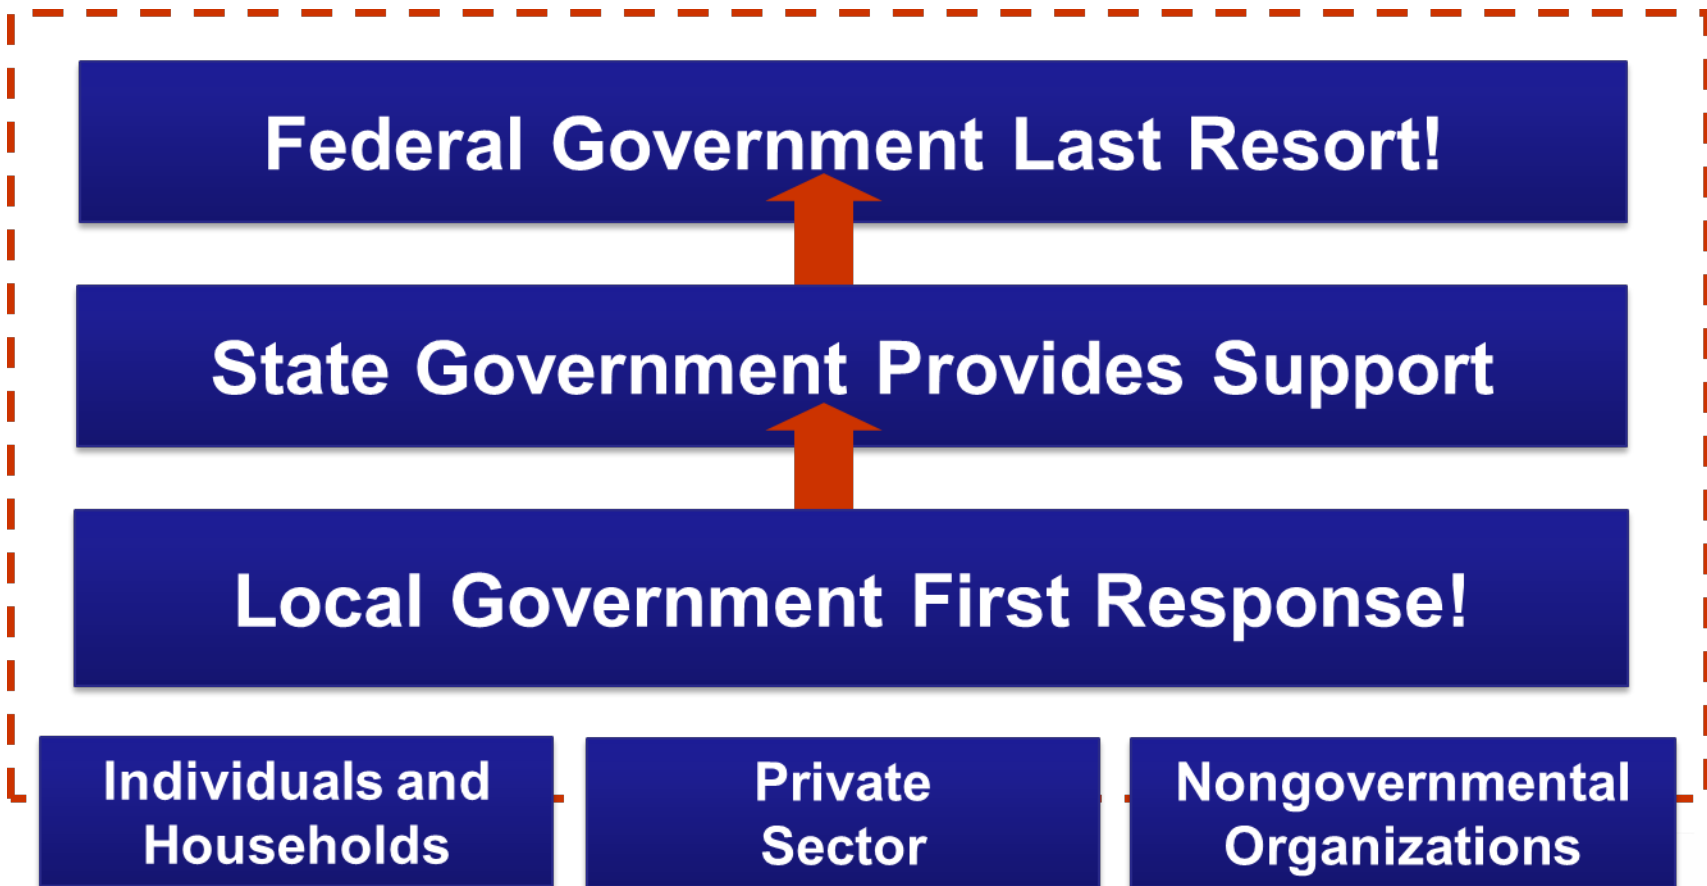 Federal Government Last Resort!
State Government Provides Support
Local Government First Response!
Individuals and
Households
Private
Sector
Nongovernmental
Organizations